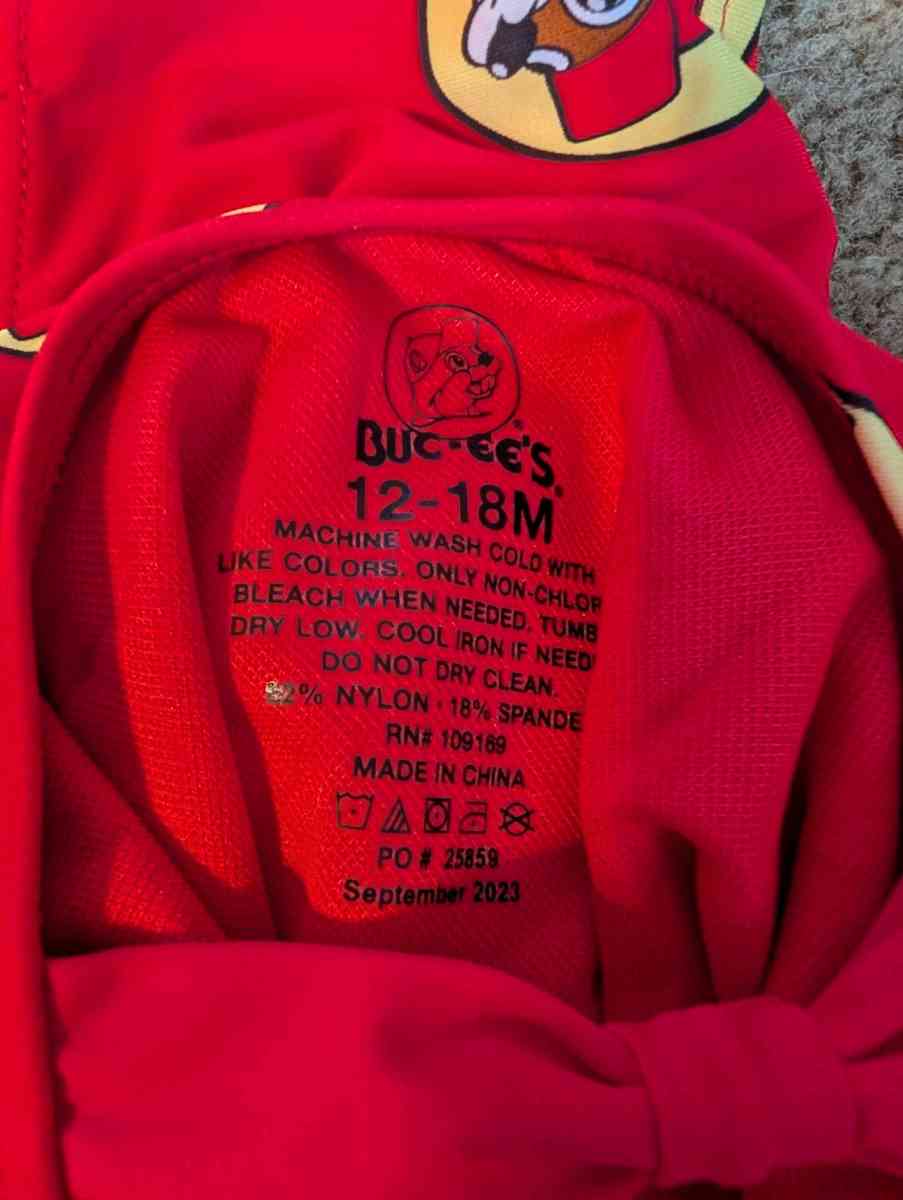 BUC-EE'S®
12-18M
MACHINE WASH COLD WITH
LIKE COLORS. ONLY NON-CHLOR
BLEACH WHEN NEEDED. TUMB
DRY LOW. COOL IRON IF NEED
DO NOT DRY CLEAN.
% NYLON · 18% SPANDE
RN# 109169
MADE IN CHINA
PO # 25859
September 2023